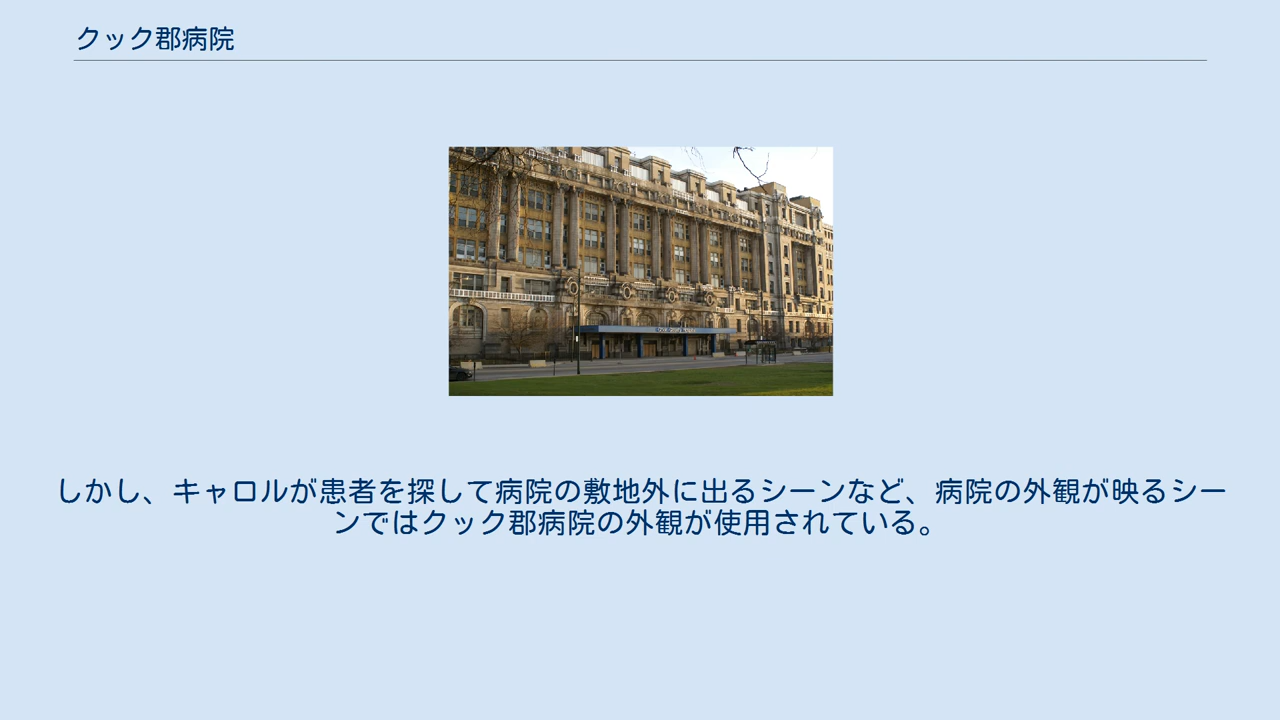 クック郡病院
しかし、キャロルが患者を探して病院の敷地外に出るシーンなど、病院の外観が映るシー
ンではクック郡病院の外観が使用されている。